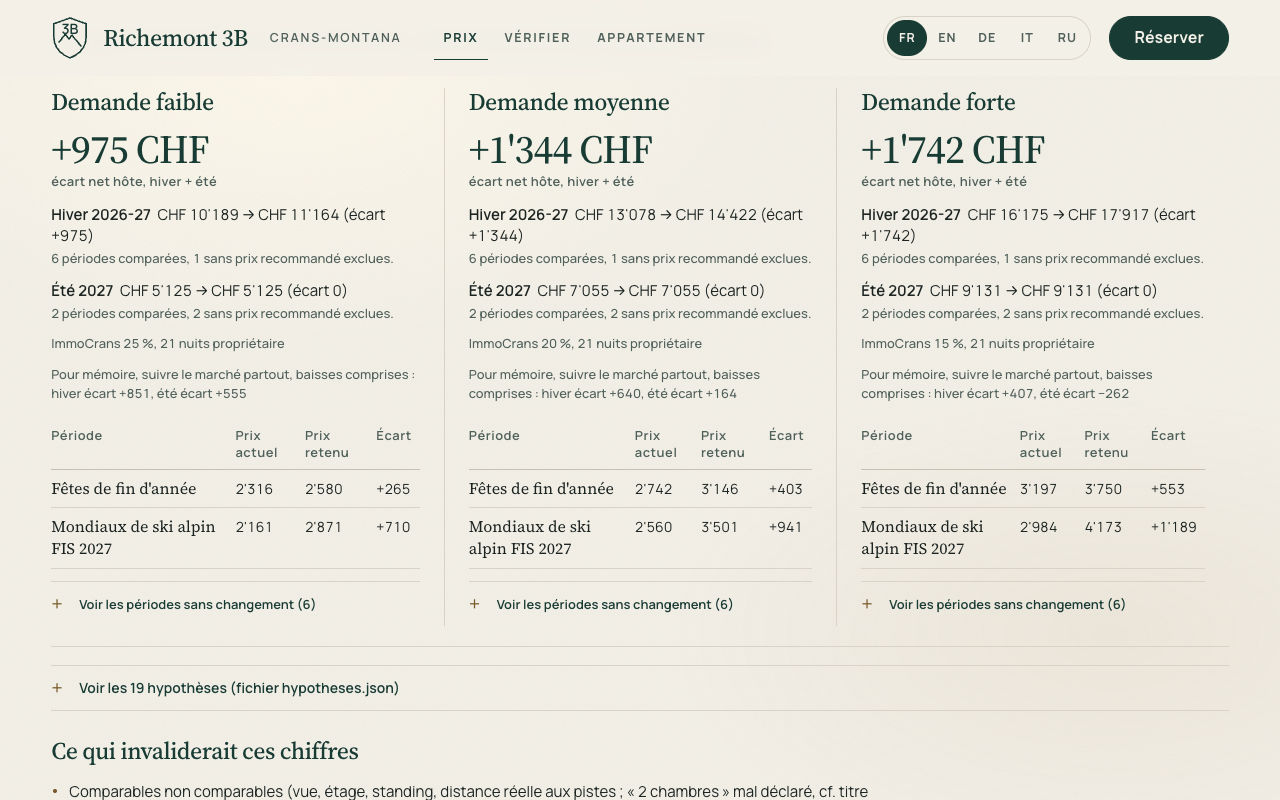 3B Richemont 3B CRANS-MONTANA PRIX VÉRIFIER APPARTEMENT FR EN DE IT RU Réserver
Demande faible
+975 CHF
écart net hôte, hiver + été
Hiver 2026-27 CHF 10'189 → CHF 11'164 (écart
+975)
6 périodes comparées, 1 sans prix recommandé exclues.
Été 2027 CHF 5'125 → CHF 5'125 (écart 0)
2 périodes comparées, 2 sans prix recommandé exclues.
ImmoCrans 25 %, 21 nuits propriétaire
Pour mémoire, suivre le marché partout, baisses comprises :
hiver écart +851, été écart +555
Période Prix actuel Prix retenu Écart
Fêtes de fin d'année 2'316 2'580 +265
Mondiaux de ski alpin FIS 2027 2'161 2'871 +710
+ Voir les périodes sans changement (6)
Demande moyenne
+1'344 CHF
écart net hôte, hiver + été
Hiver 2026-27 CHF 13'078 → CHF 14'422 (écart
+1'344)
6 périodes comparées, 1 sans prix recommandé exclues.
Été 2027 CHF 7'055 → CHF 7'055 (écart 0)
2 périodes comparées, 2 sans prix recommandé exclues.
ImmoCrans 20 %, 21 nuits propriétaire
Pour mémoire, suivre le marché partout, baisses
comprises : hiver écart +640, été écart +164
Période Prix actuel Prix retenu Écart
Fêtes de fin d'année 2'742 3'146 +403
Mondiaux de ski alpin FIS 2027 2'560 3'501 +941
+ Voir les périodes sans changement (6)
Demande forte
+1'742 CHF
écart net hôte, hiver + été
Hiver 2026-27 CHF 16'175 → CHF 17'917 (écart
+1'742)
6 périodes comparées, 1 sans prix recommandé exclues.
Été 2027 CHF 9'131 → CHF 9'131 (écart 0)
2 périodes comparées, 2 sans prix recommandé exclues.
ImmoCrans 15 %, 21 nuits propriétaire
Pour mémoire, suivre le marché partout, baisses
comprises : hiver écart +407, été écart −262
Période Prix actuel Prix retenu Écart
Fêtes de fin d'année 3'197 3'750 +553
Mondiaux de ski alpin FIS 2027 2'984 4'173 +1'189
+ Voir les périodes sans changement (6)
+ Voir les 19 hypothèses (fichier hypotheses.json)
Ce qui invaliderait ces chiffres
• Comparables non comparables (vue, étage, standing, distance réelle aux pistes ; « 2 chambres » mal déclaré, cf. titre